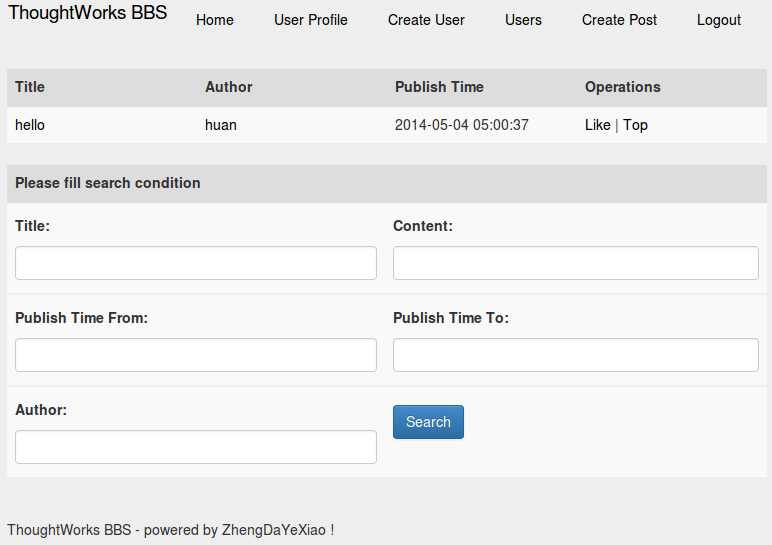 ThoughtWorks BBS Home User Profile Create User Users Create Post Logout
Title Author Publish Time Operations
hello huan 2014-05-04 05:00:37 Like | Top
Please fill search condition
Title: Content:
Publish Time From: Publish Time To:
Author:
Search
ThoughtWorks BBS - powered by ZhengDaYeXiao !